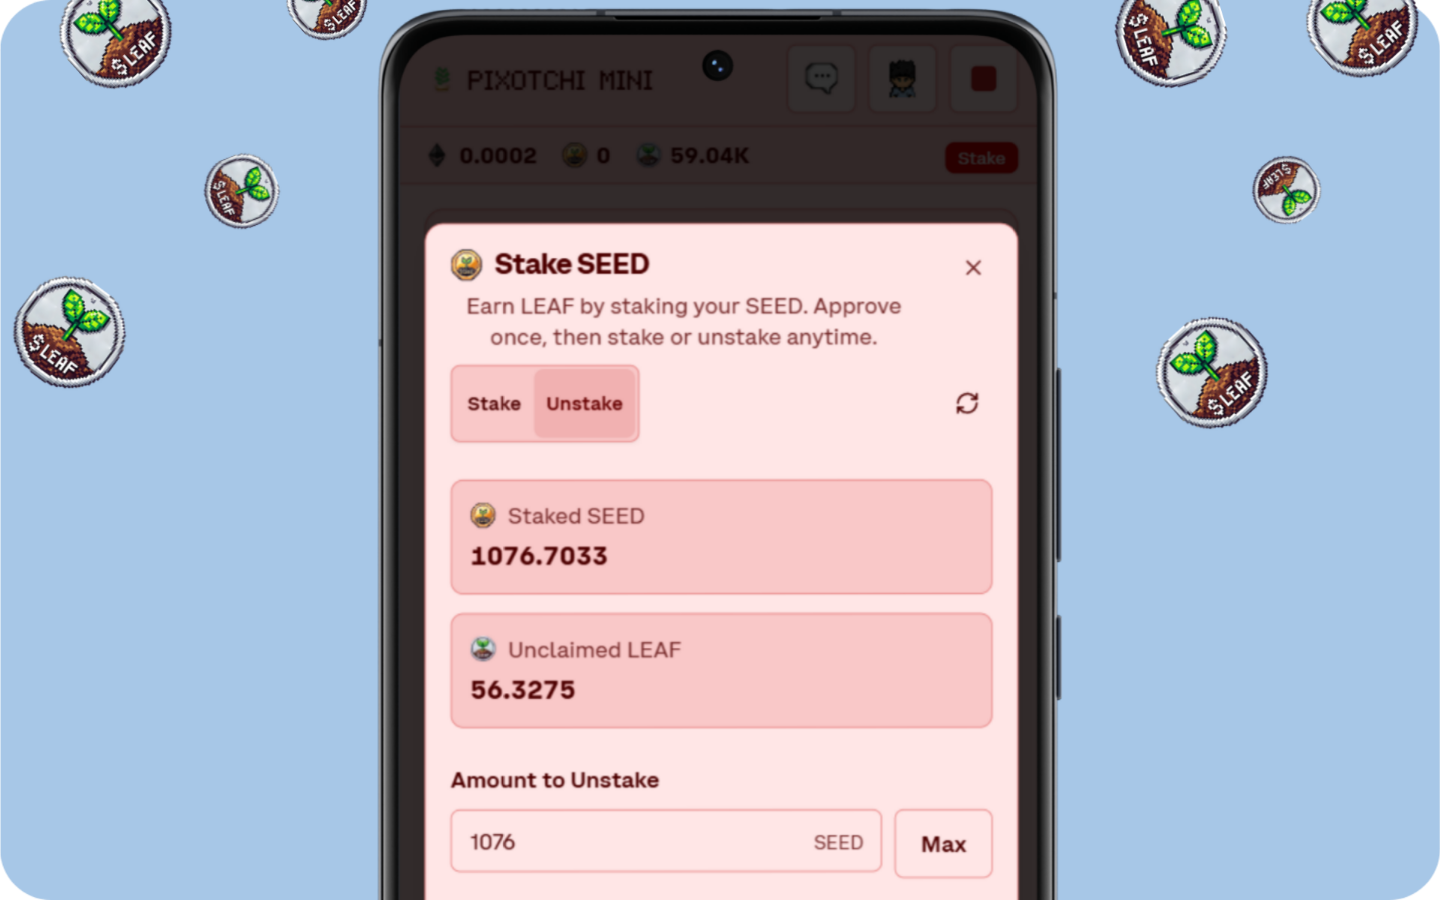 $LEAF
$LEAF
$LEAF
$LEAF
PIXOTCHI MINI
0.0002 0 59.04K Stake
$LEAF
$LEAF
Stake SEED
Earn LEAF by staking your SEED. Approve
once, then stake or unstake anytime.
$LEAF
$LEAF
Stake Unstake
Staked SEED
1076.7033
Unclaimed LEAF
56.3275
Amount to Unstake
1076 SEED Max